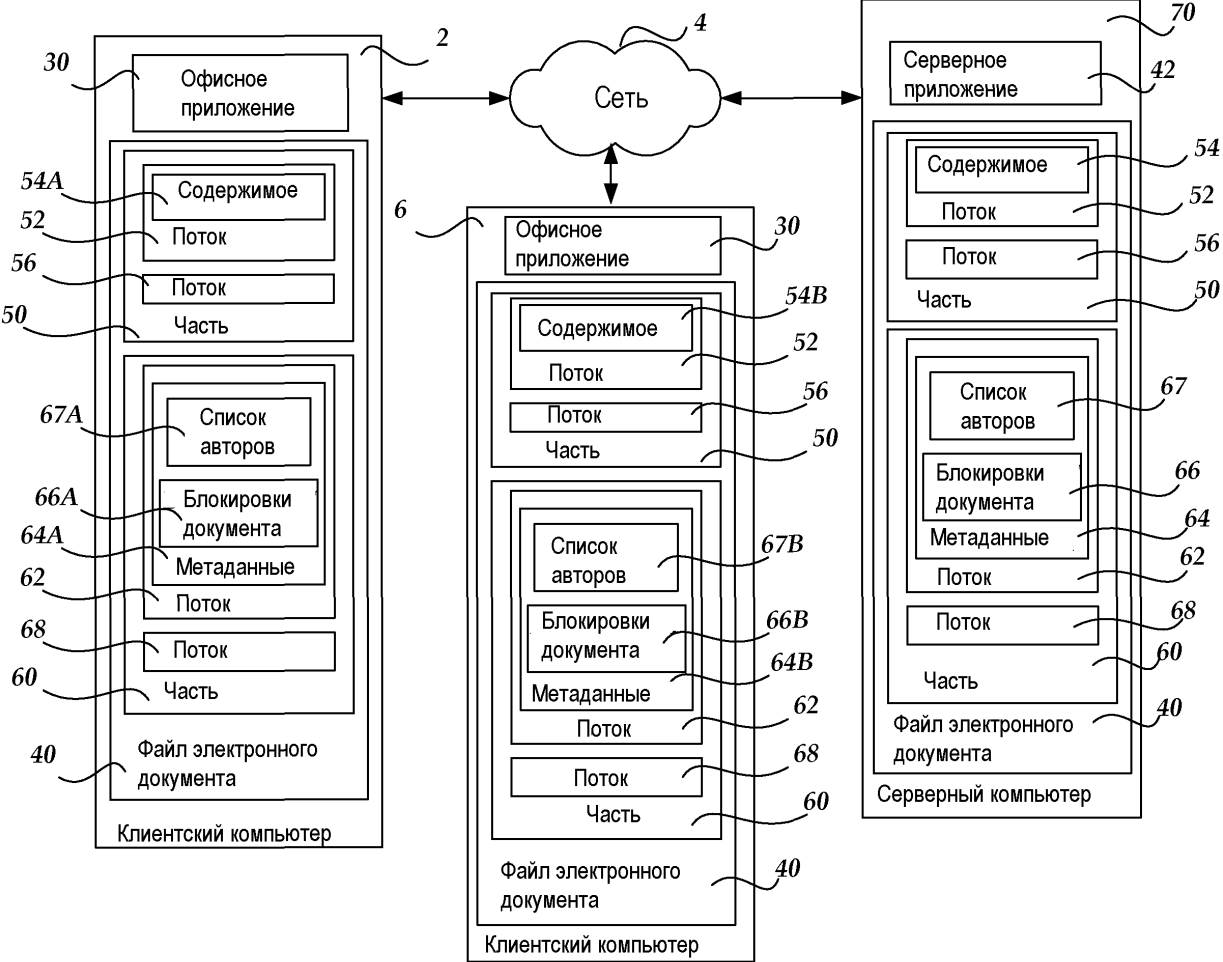 2
30
Офисное
приложение
54A
Содержимое
52
Поток
56
Поток
50
Часть
67A
Список
авторов
66A
Блокировки
документа
64A
Метаданные
62
Поток
68
Поток
60
Часть
40
Файл электронного
документа
Клиентский компьютер
4
Сеть
6
Офисное
приложение
30
54B
Содержимое
52
Поток
56
Поток
50
Часть
Список
авторов
67B
Блокировки
документа
66B
64B
Метаданные
62
Поток
68
Поток
60
Часть
Файл электронного
документа
40
Клиентский компьютер
70
Серверное
приложение
42
54
Содержимое
52
Поток
56
Поток
50
Часть
67
Список
авторов
Блокировки
документа
66
64
Метаданные
62
Поток
68
Поток
60
Часть
40
Файл электронного
документа
Серверный компьютер